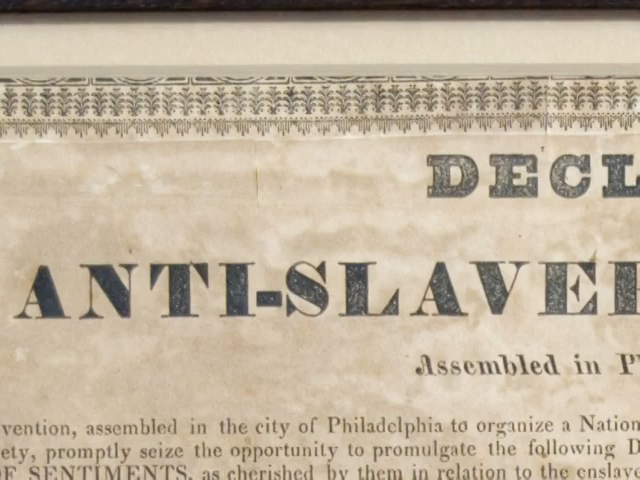 DECL
ANTI-SLAVER
Assembled in P
vention, assembled in the city of Philadelphia to organize a Nation
ety, promptly seize the opportunity to promulgate the following D
OF SENTIMENTS, as cherished by them in relation to the enslave